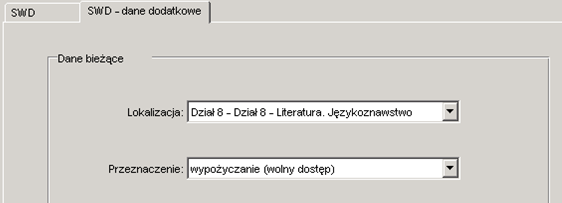 SWD SWD - dane dodatkowe
Dane bieżące
Lokalizacja: Dział 8 - Dział 8 - Literatura. Językoznawstwo
Przeznaczenie: wypożyczanie (wolny dostęp)